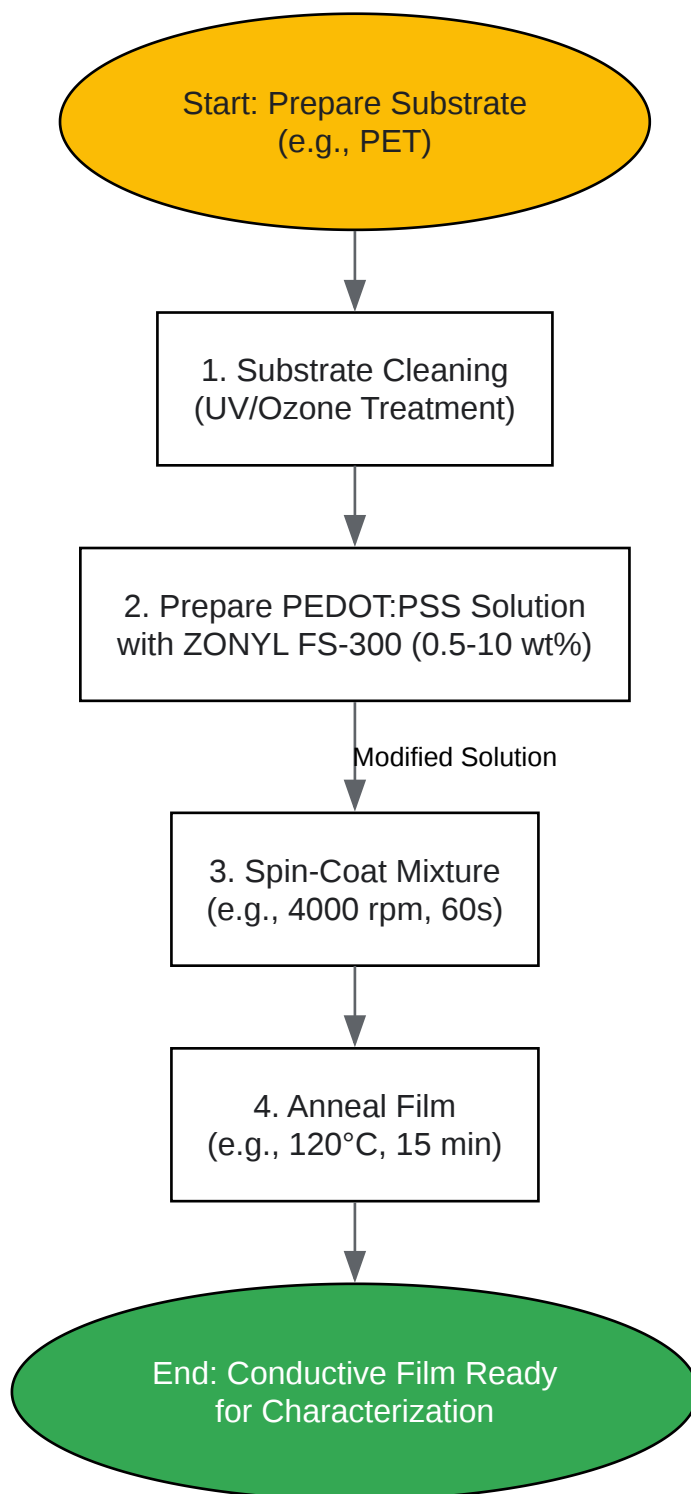 Start: Prepare Substrate
(e.g., PET)
1. Substrate Cleaning
(UV/Ozone Treatment)
2. Prepare PEDOT:PSS Solution
with ZONYL FS-300 (0.5-10 wt%)
Modified Solution
3. Spin-Coat Mixture
(e.g., 4000 rpm, 60s)
4. Anneal Film
(e.g., 120°C, 15 min)
End: Conductive Film Ready
for Characterization